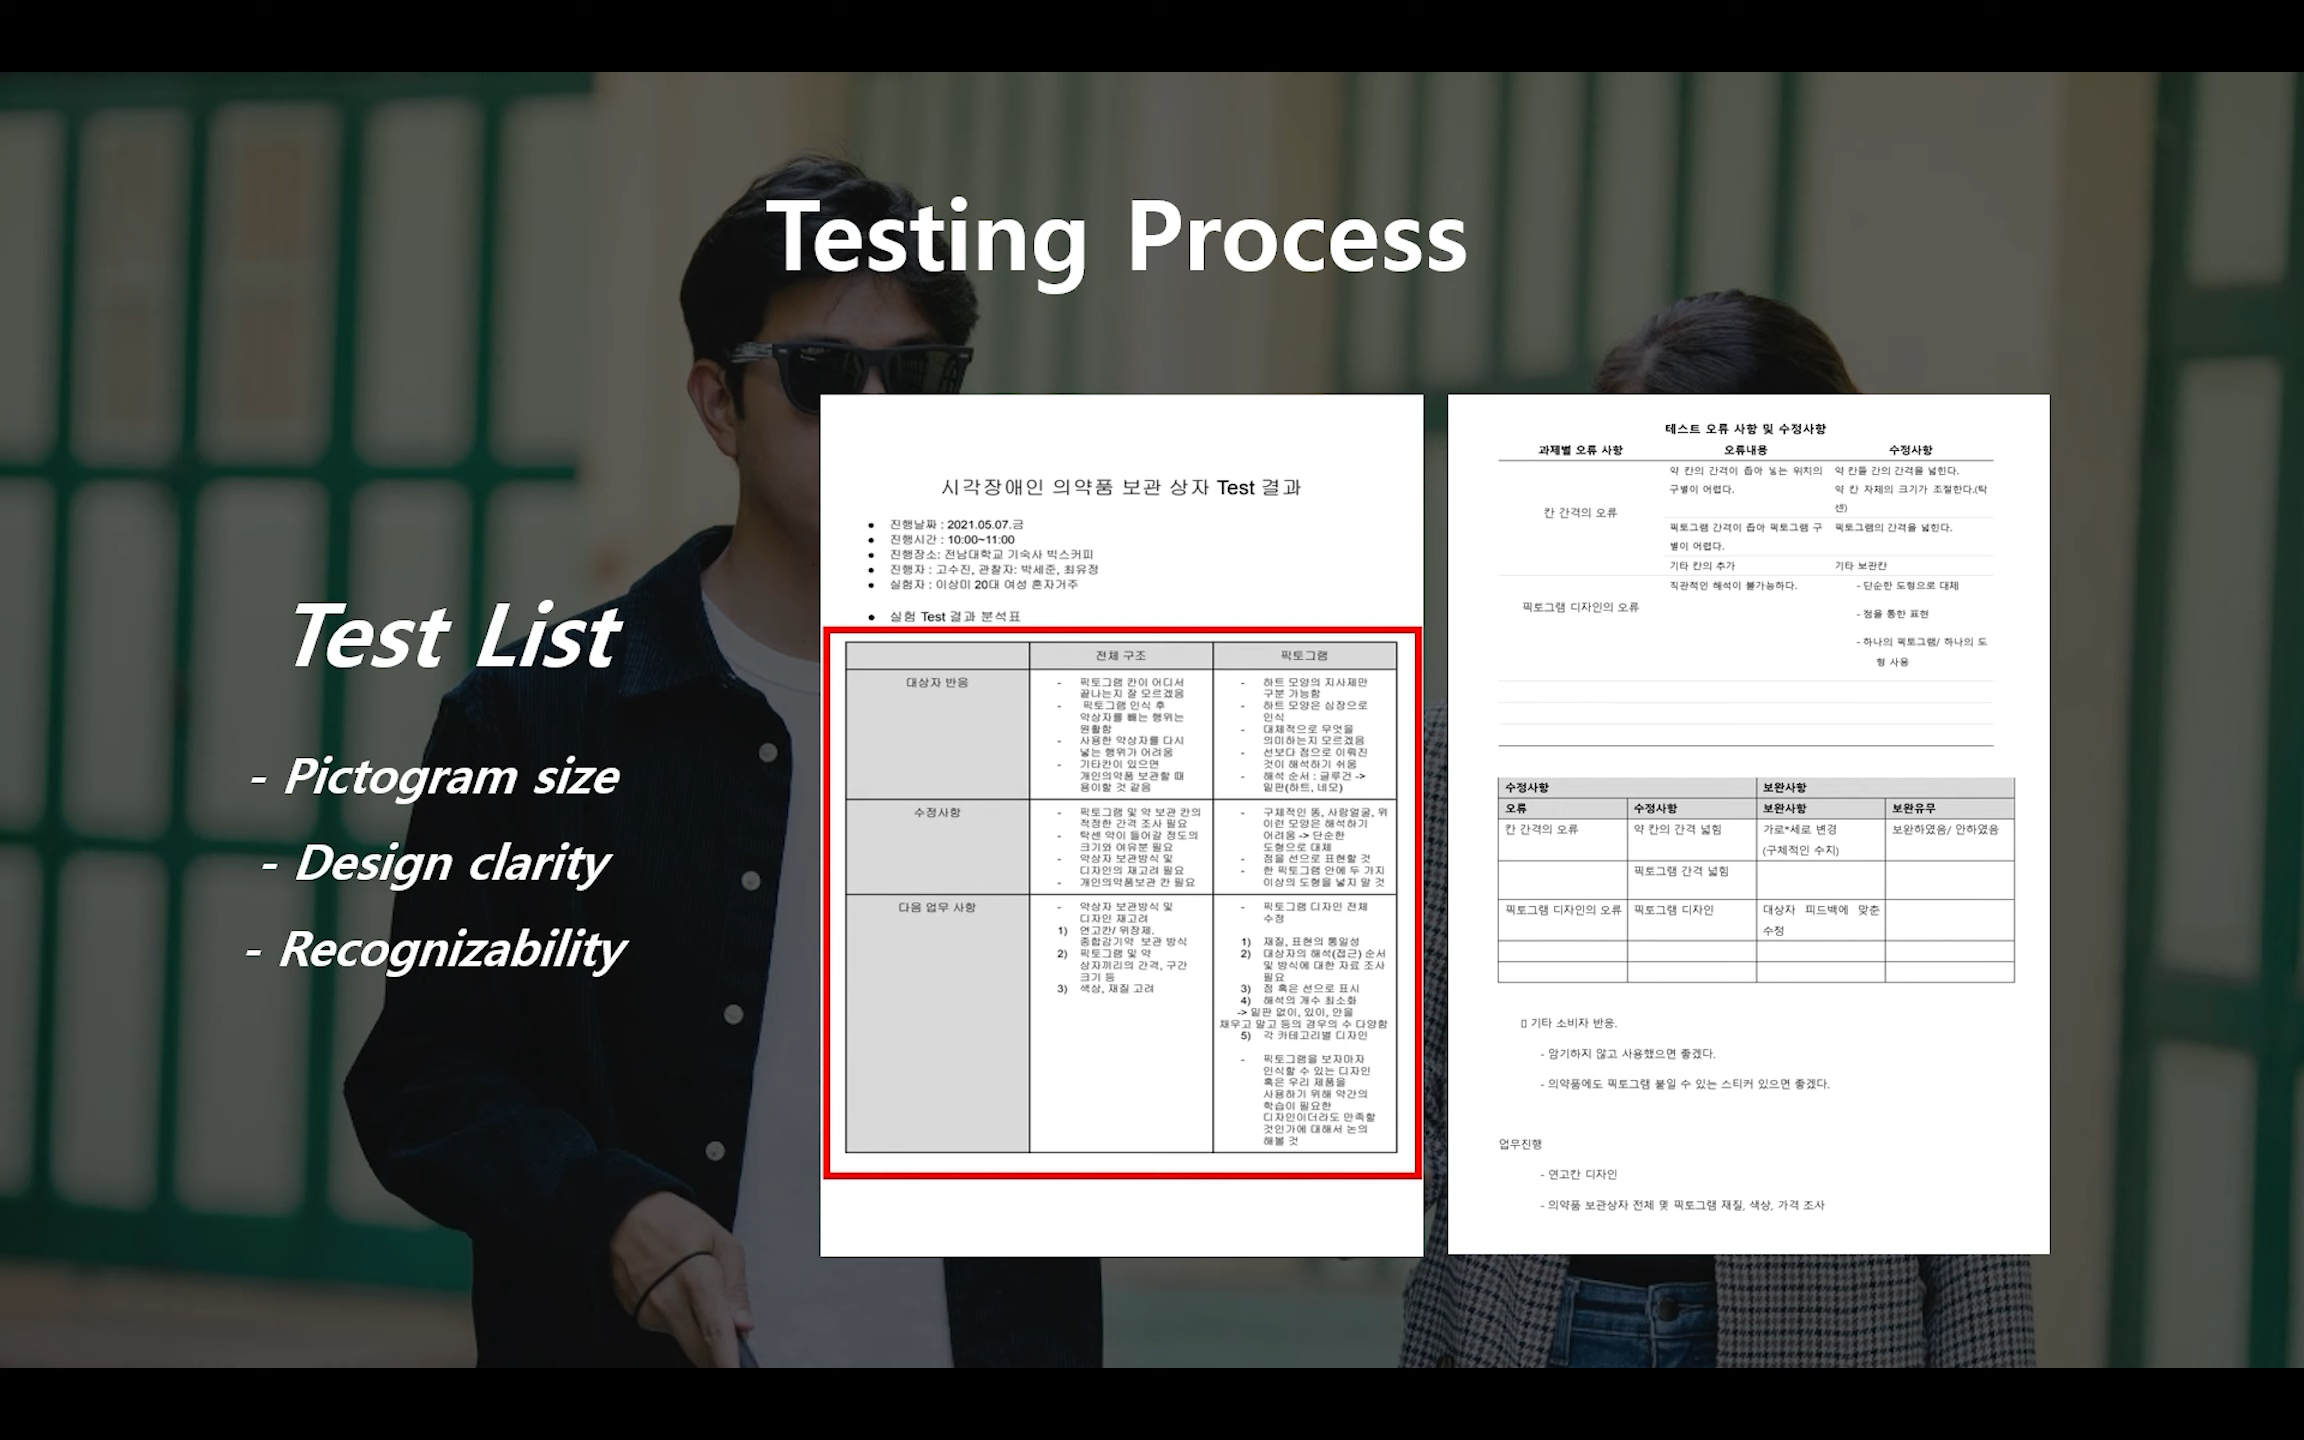 Testing Process
Test List
- Pictogram size
- Design clarity
- Recognizability
시각장애인 의약품 보관 상자 Test 결과
진행날짜 : 2021.05.07.금
진행시간 : 10:00~11:00
진행장소: 전남대학교 기숙사 빅스커피
진행자 : 고수진, 관찰자: 박세준, 최유정
실험자 : 이상미 20대 여성 혼자거주
실험 Test 결과 분석표
전체 구조
픽토그램
대상자 반응
- 픽토그램 칸이 어디서
끝나는지 잘 모르겠음
- 픽토그램 인식 후
약상자를 빼는 행위는
원활함
- 사용한 약상자를 다시
넣는 행위가 어려움
- 기타칸이 있으면
개인의약품 보관할 때
용이할 것 같음
- 하트 모양의 지사제만
구분 가능함
- 하트 모양은 심장으로
인식
- 대체적으로 무엇을
의미하는지 모르겠음
- 선보다 점으로 이뤄진
것이 해석하기 쉬움
- 해석 순서 : 글루건 ->
밑판(하트, 네모)
수정사항
- 픽토그램 및 약 보관 칸의
적정한 간격 조사 필요
- 탁센 약이 들어갈 정도의
크기와 여유분 필요
- 약상자 보관방식 및
디자인의 재고려 필요
- 개인의약품보관 칸 필요
- 구체적인 똥, 사람얼굴, 위
이런 모양은 해석하기
어려움 -> 단순한
도형으로 대체
- 점을 선으로 표현할 것
- 한 픽토그램 안에 두 가지
이상의 도형을 넣지 말 것
다음 업무 사항
- 약상자 보관방식 및
디자인 재고려
1) 연고칸/ 위장제,
종합감기약 보관 방식
2) 픽토그램 및 약
상자끼리의 간격, 구간
크기 등
3) 색상, 재질 고려
- 픽토그램 디자인 전체
수정
1) 재질, 표현의 통일성
2) 대상자의 해석(접근) 순서
및 방식에 대한 자료 조사
필요
3) 점 혹은 선으로 표시
4) 해석의 개수 최소화
-> 밑판 없이, 있이, 안을
채우고 말고 등의 경우의 수 다양함
5) 각 카테고리별 디자인
- 픽토그램을 보자마자
인식할 수 있는 디자인
혹은 우리 제품을
사용하기 위해 약간의
학습이 필요한
디자인이더라도 만족할
것인가에 대해서 논의
해볼 것
테스트 오류 사항 및 수정사항
과제별 오류 사항
오류내용
수정사항
칸 간격의 오류
약 칸의 간격이 좁아 넣는 위치의
구별이 어렵다.
약 칸들 간의 간격을 넓힌다.
약 칸 자체의 크기가 조절한다.(탁
센)
픽토그램 간격이 좁아 픽토그램 구
별이 어렵다.
픽토그램의 간격을 넓힌다.
기타 칸의 추가
기타 보관칸
픽토그램 디자인의 오류
직관적인 해석이 불가능하다.
- 단순한 도형으로 대체
- 점을 통한 표현
- 하나의 픽토그램/ 하나의 도
형 사용
수정사항
보완사항
오류
수정사항
보완사항
보완유무
칸 간격의 오류
약 칸의 간격 넓힘
가로*세로 변경
(구체적인 수치)
보완하였음/ 안하였음
픽토그램 간격 넓힘
픽토그램 디자인의 오류
픽토그램 디자인
대상자 피드백에 맞춘
수정
▯ 기타 소비자 반응.
- 암기하지 않고 사용했으면 좋겠다.
- 의약품에도 픽토그램 붙일 수 있는 스티커 있으면 좋겠다.
업무진행
- 연고칸 디자인
- 의약품 보관상자 전체 및 픽토그램 재질, 색상, 가격 조사